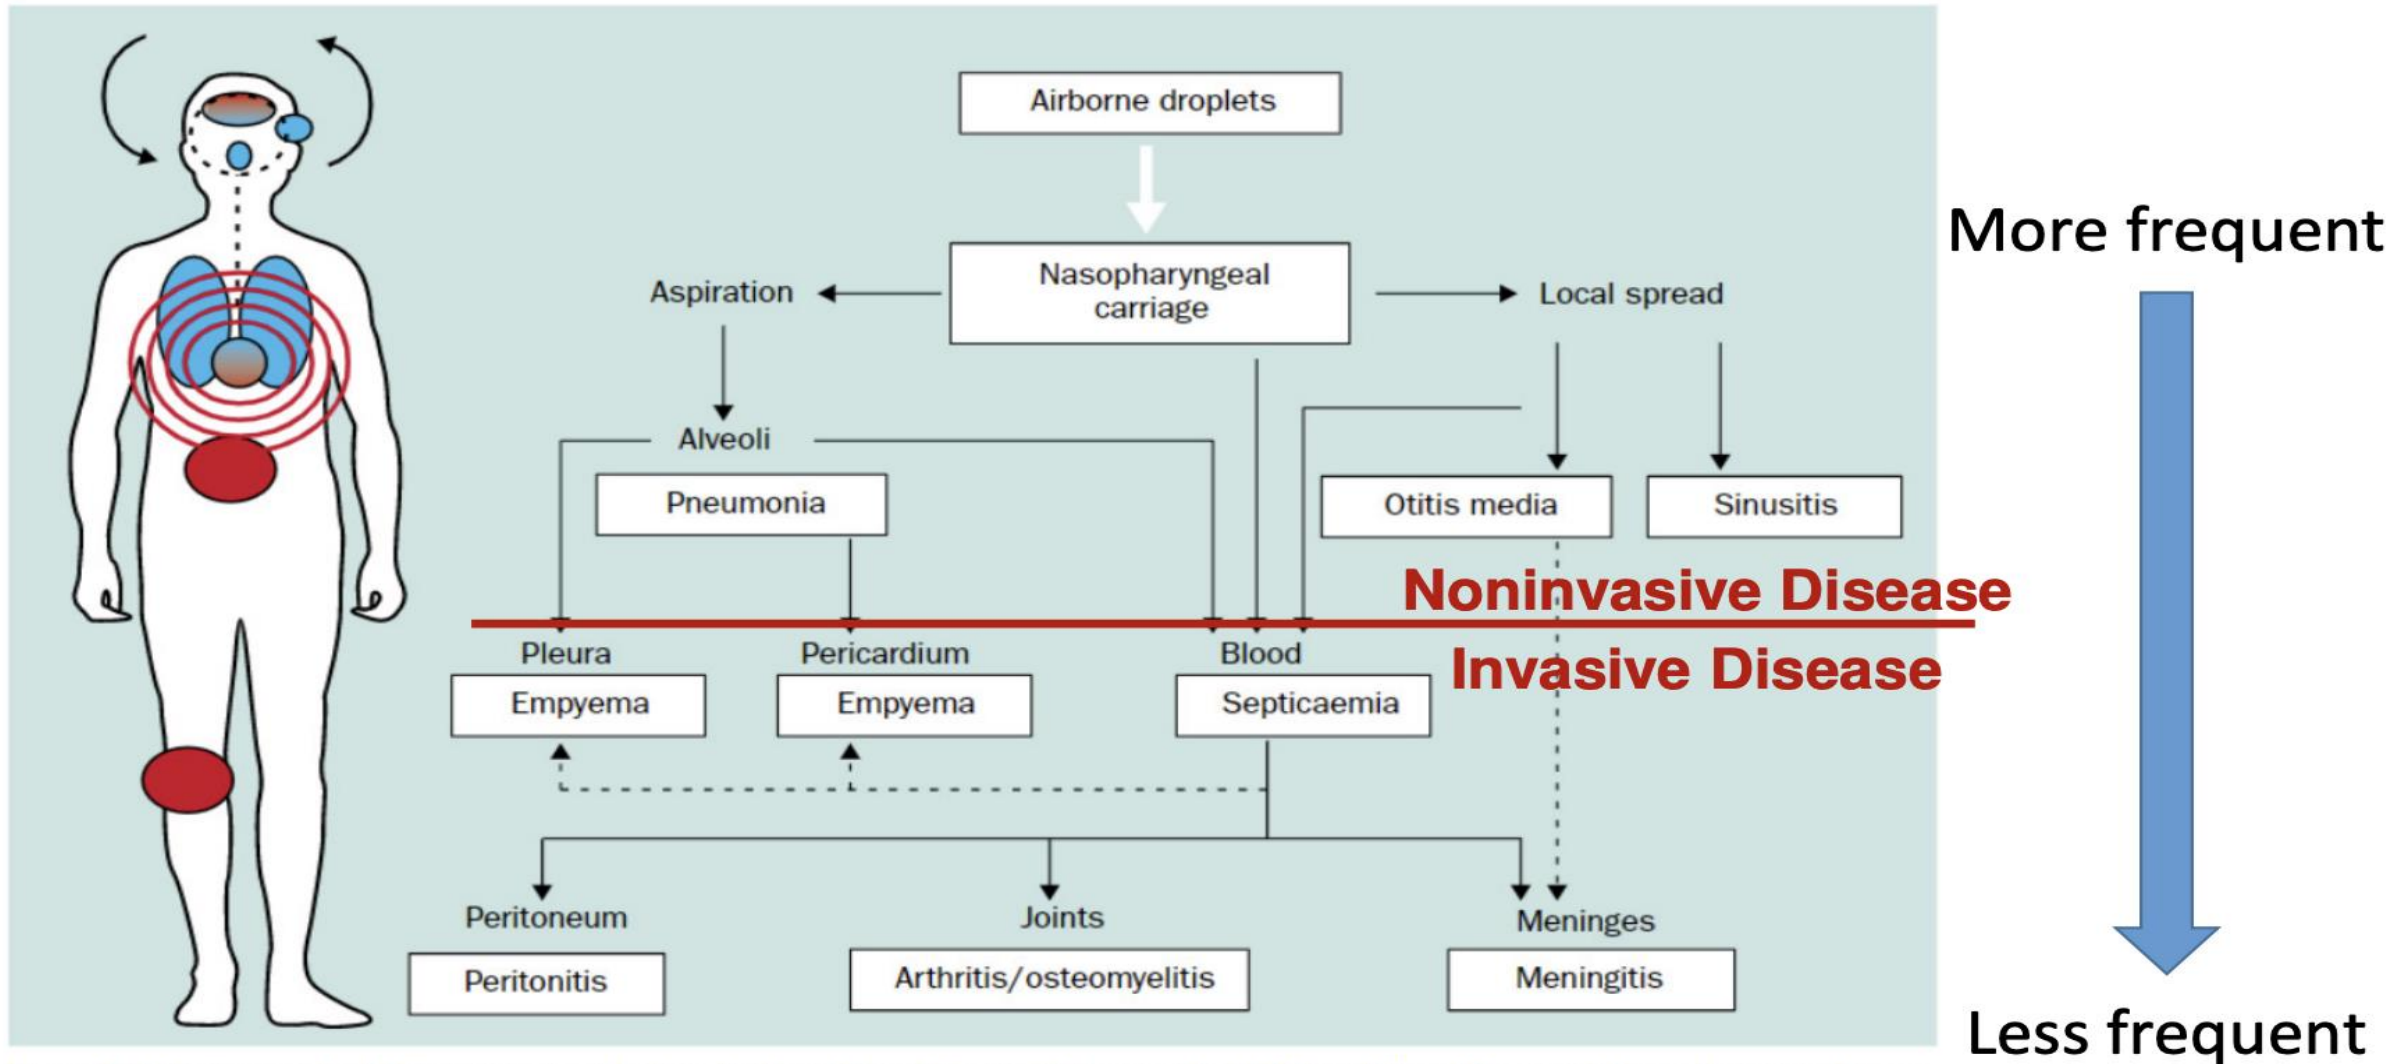 Airborne droplets
More frequent
Nasopharyngeal
carriage
Aspiration
Local spread
Alveoli
Pneumonia
Otitis media
Sinusitis
Noninvasive Disease
Pleura
Pericardium
Blood
Invasive Disease
Empyema
Empyema
Septicaemia
Peritoneum
Joints
Meninges
Peritonitis
Arthritis/osteomyelitis
Meningitis
Less frequent